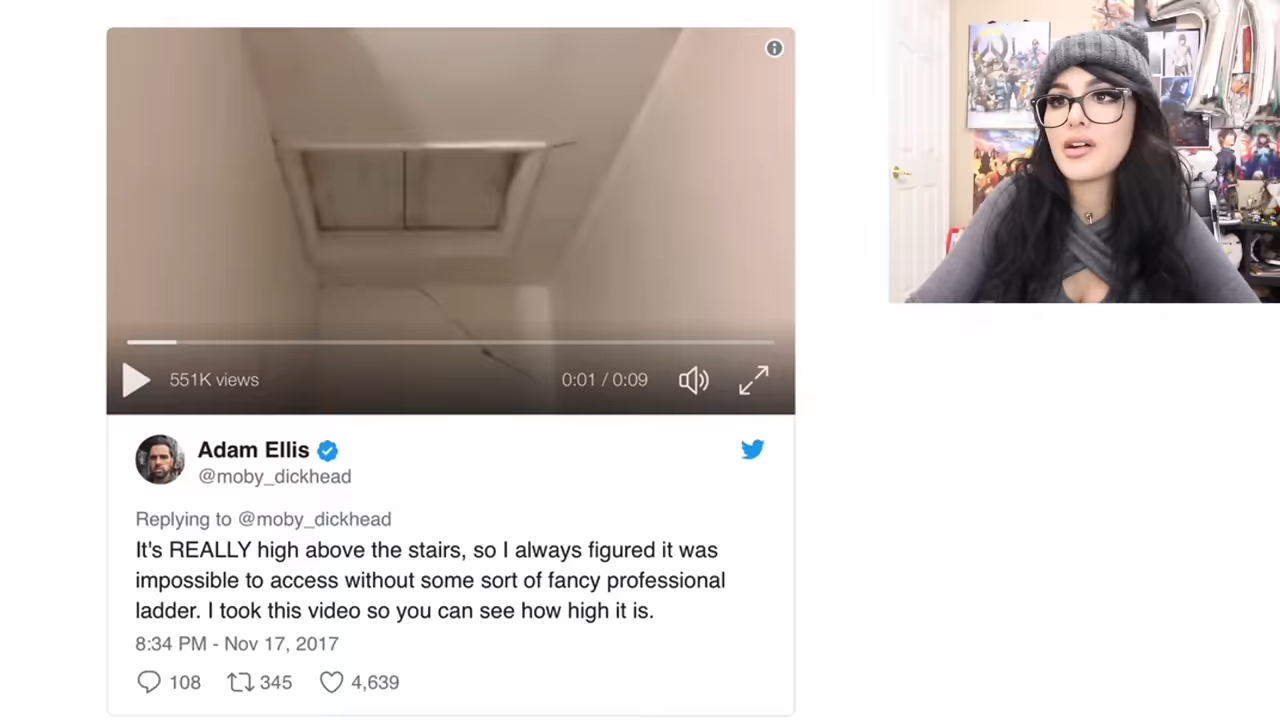 551K views
0:01 / 0:09
Adam Ellis
@moby_dickhead
Replying to @moby_dickhead
It's REALLY high above the stairs, so I always figured it was
impossible to access without some sort of fancy professional
ladder. I took this video so you can see how high it is.
8:34 PM - Nov 17, 2017
108 345 4,639